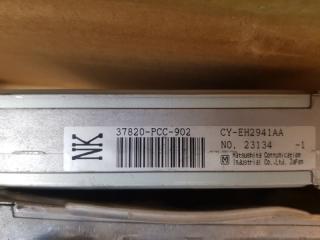 NK
37820-PCC-902
CY-EH2941AA
NO. 23134 -1
M Matsushita Communication
Industrial Co.,Ltd. Japan